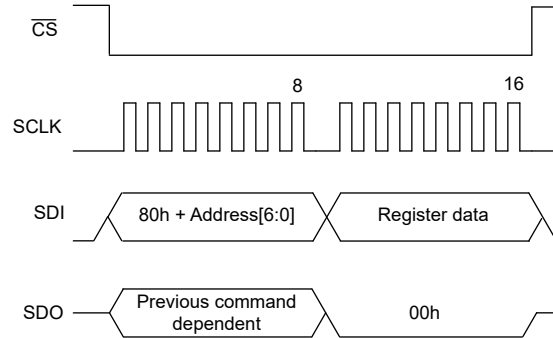 CS
8
16
SCLK
SDI
80h + Address[6:0]
Register data
SDO
Previous command
dependent
00h